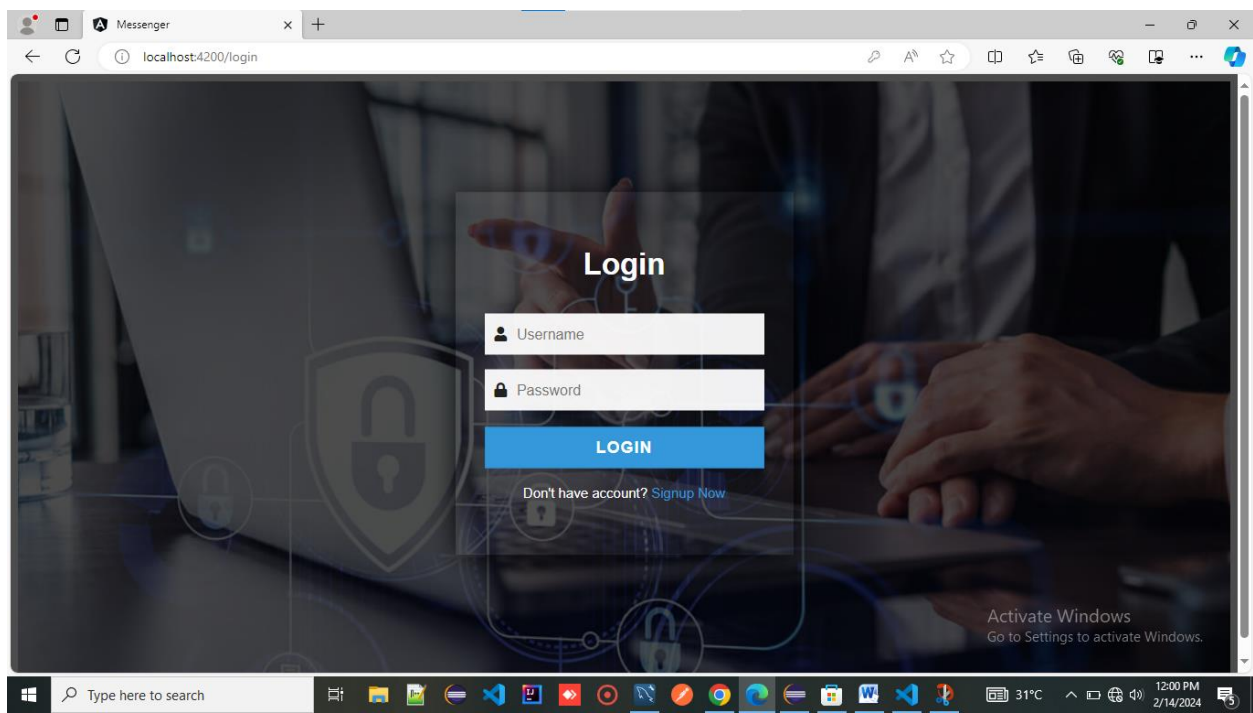 Messenger
localhost:4200/login
Login
Username
Password
LOGIN
Don't have account? Signup Now
Activate Windows
Go to Settings to activate Windows.
Type here to search
31°C
12:00 PM
2/14/2024